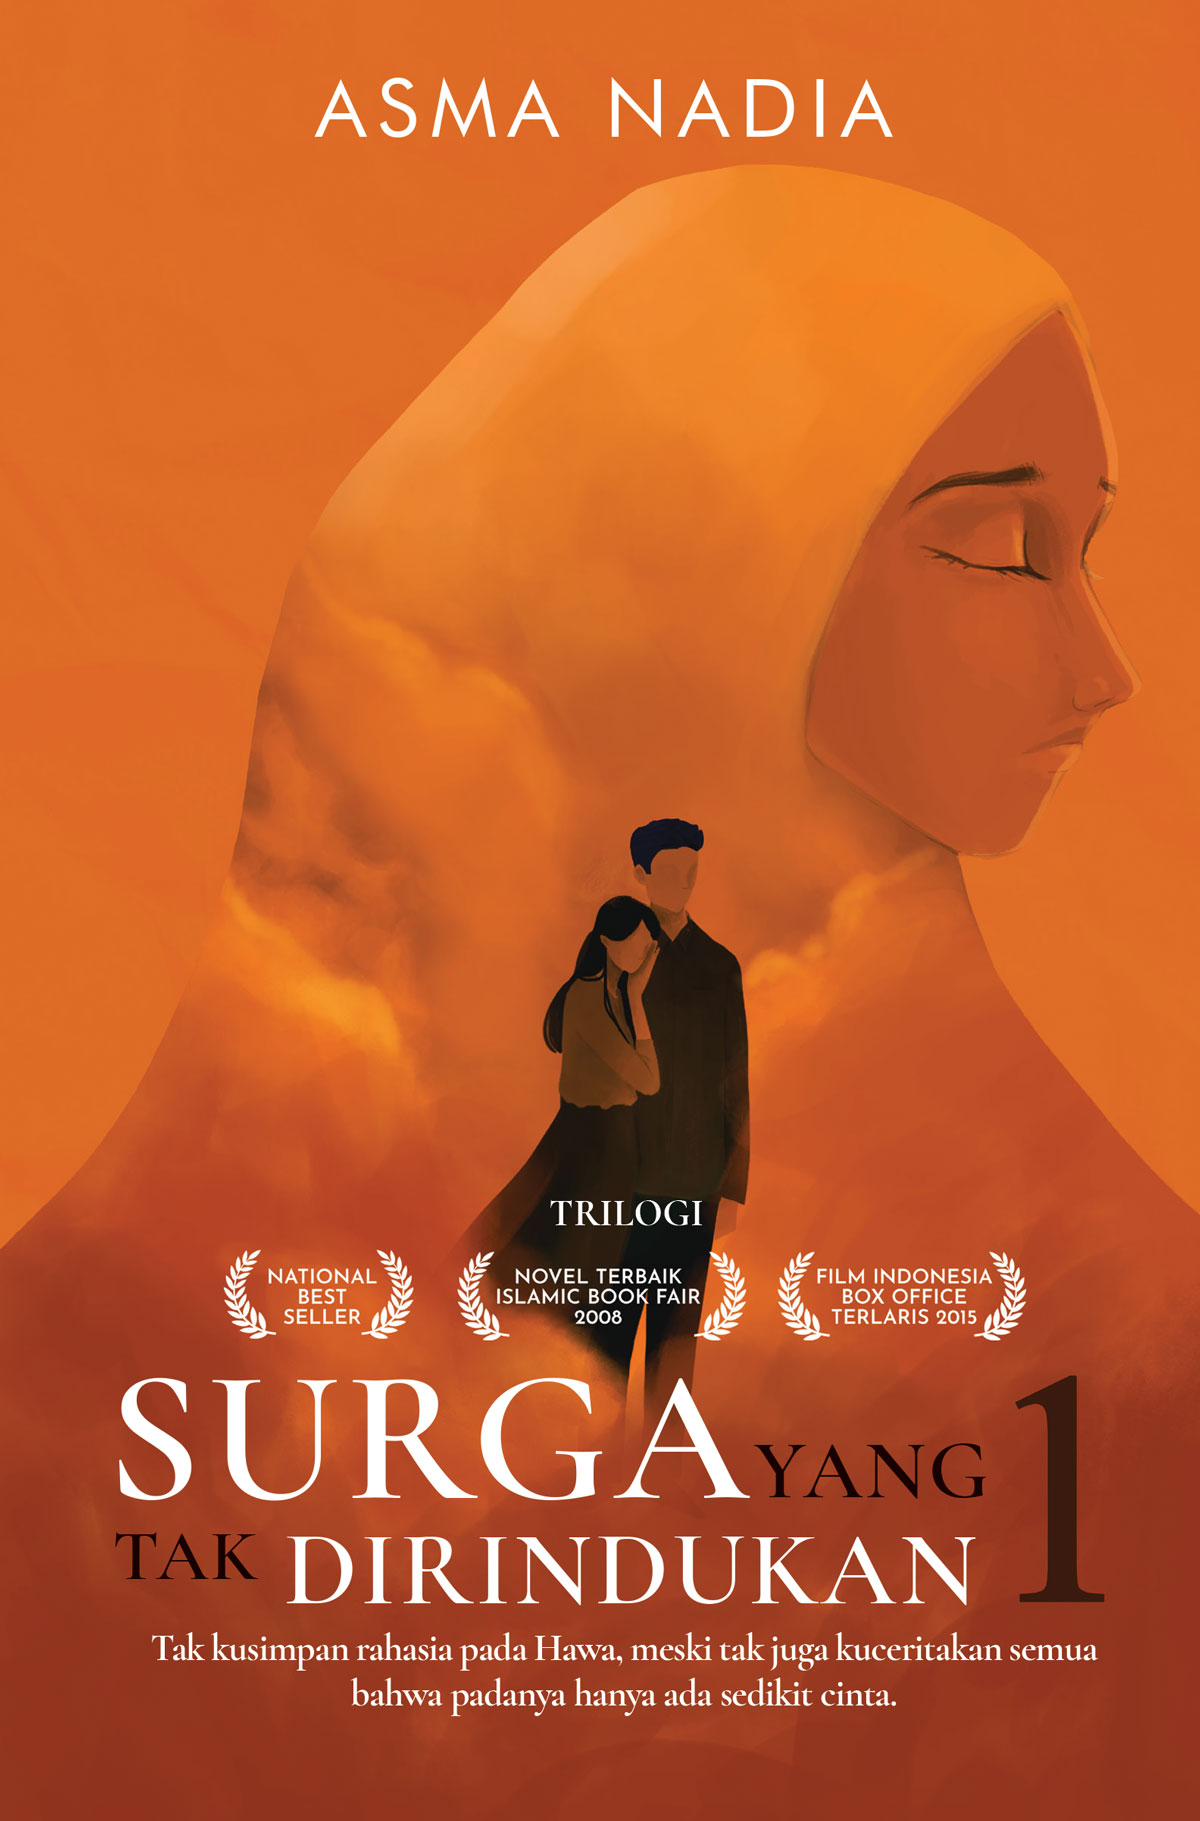 ASMA NADIA
TRILOGI
NATIONAL
BEST
SELLER
NOVEL TERBAIK
ISLAMIC BOOK FAIR
2008
FILM INDONESIA
BOX OFFICE
TERLARIS 2015
SURGA YANG
TAK DIRINDUKAN 1
Tak kusimpan rahasia pada Hawa, meski tak juga kuceritakan semua
bahwa padanya hanya ada sedikit cinta.